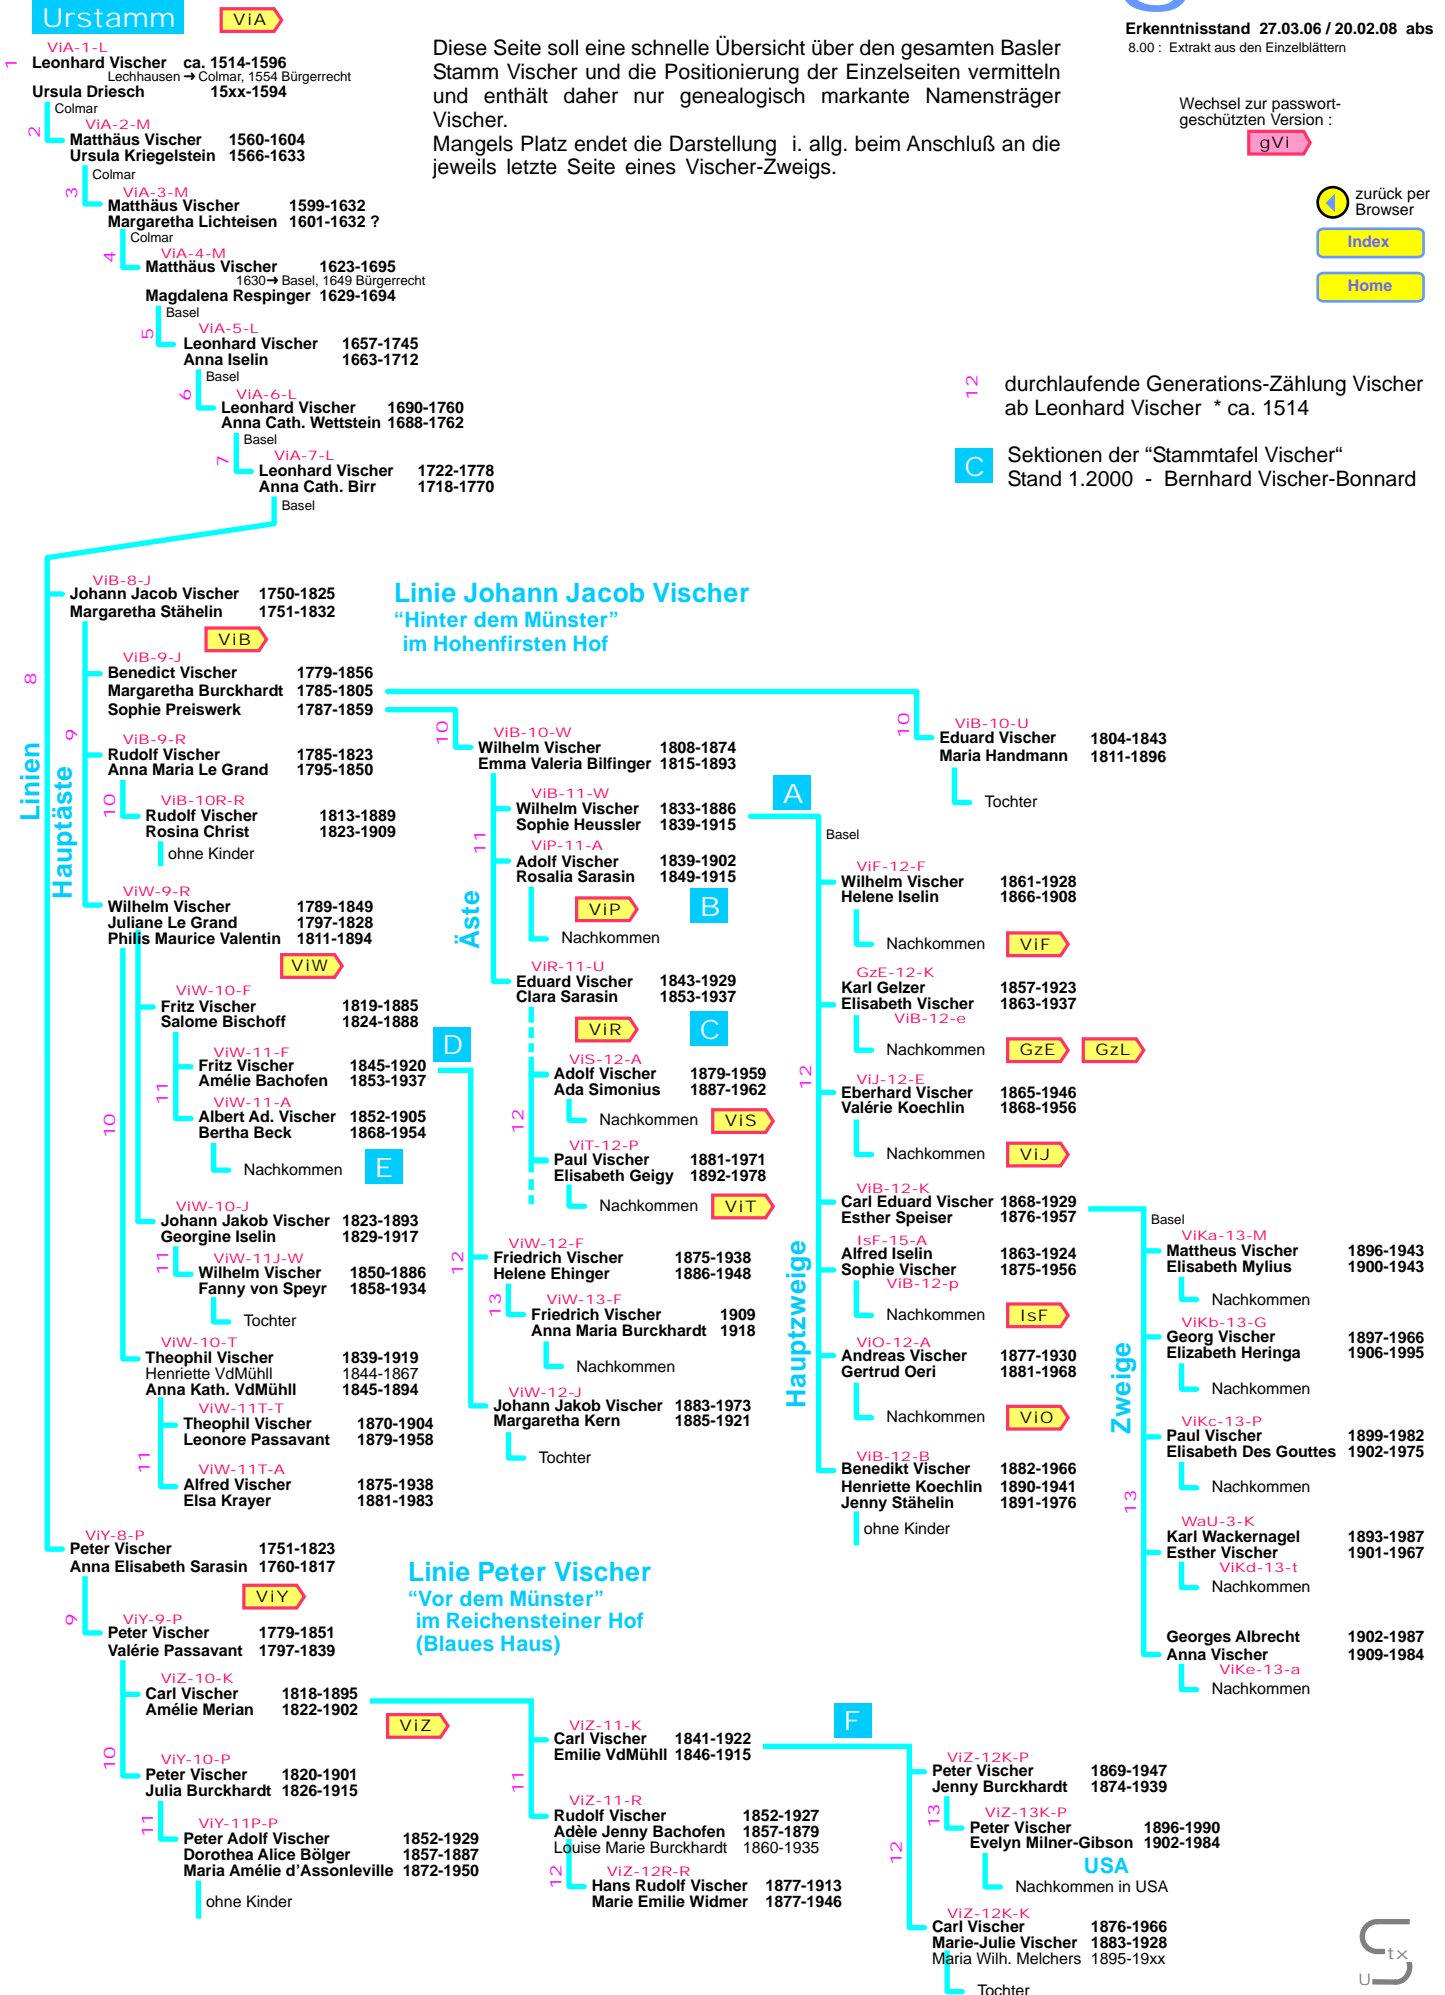 Urstamm
ViA
Erkenntnisstand 27.03.06 / 20.02.08 abs
8.00 : Extrakt aus den Einzelblättern
Diese Seite soll eine schnelle Übersicht über den gesamten Basler
Stamm Vischer und die Positionierung der Einzelseiten vermitteln
und enthält daher nur genealogisch markante Namensträger
Vischer.
Mangels Platz endet die Darstellung i. allg. beim Anschluß an die
jeweils letzte Seite eines Vischer-Zweigs.
Wechsel zur passwort-
geschützten Version :
gVi
zurück per
Browser
Index
Home
12 durchlaufende Generations-Zählung Vischer
ab Leonhard Vischer * ca. 1514
C Sektionen der “Stammtafel Vischer“
Stand 1.2000 - Bernhard Vischer-Bonnard
1
ViA-1-L
Leonhard Vischer ca. 1514-1596
Lechhausen → Colmar, 1554 Bürgerrecht
Ursula Driesch 15xx-1594
Colmar
2
ViA-2-M
Matthäus Vischer 1560-1604
Ursula Kriegelstein 1566-1633
Colmar
3
ViA-3-M
Matthäus Vischer 1599-1632
Margaretha Lichteisen 1601-1632 ?
Colmar
4
ViA-4-M
Matthäus Vischer 1623-1695
1630→ Basel, 1649 Bürgerrecht
Magdalena Respinger 1629-1694
Basel
5
ViA-5-L
Leonhard Vischer 1657-1745
Anna Iselin 1663-1712
Basel
6
ViA-6-L
Leonhard Vischer 1690-1760
Anna Cath. Wettstein 1688-1762
Basel
7
ViA-7-L
Leonhard Vischer 1722-1778
Anna Cath. Birr 1718-1770
Basel
Linien
8
ViB-8-J
Johann Jacob Vischer 1750-1825
Margaretha Stähelin 1751-1832
ViB
Linie Johann Jacob Vischer
“Hinter dem Münster”
im Hohenfirsten Hof
Hauptäste
9
ViB-9-J
Benedict Vischer 1779-1856
Margaretha Burckhardt 1785-1805
Sophie Preiswerk 1787-1859
ViB-9-R
Rudolf Vischer 1785-1823
Anna Maria Le Grand 1795-1850
10
ViB-10R-R
Rudolf Vischer 1813-1889
Rosina Christ 1823-1909
ohne Kinder
ViW-9-R
Wilhelm Vischer 1789-1849
Juliane Le Grand 1797-1828
Philis Maurice Valentin 1811-1894
ViW
10
ViW-10-F
Fritz Vischer 1819-1885
Salome Bischoff 1824-1888
11
ViW-11-F
Fritz Vischer 1845-1920
Amélie Bachofen 1853-1937
D
ViW-11-A
Albert Ad. Vischer 1852-1905
Bertha Beck 1868-1954
Nachkommen
E
ViW-10-J
Johann Jakob Vischer 1823-1893
Georgine Iselin 1829-1917
11
ViW-11J-W
Wilhelm Vischer 1850-1886
Fanny von Speyr 1858-1934
Tochter
ViW-10-T
Theophil Vischer 1839-1919
Henriette VdMühll 1844-1867
Anna Kath. VdMühll 1845-1894
11
ViW-11T-T
Theophil Vischer 1870-1904
Leonore Passavant 1879-1958
ViW-11T-A
Alfred Vischer 1875-1938
Elsa Krayer 1881-1983
10
ViB-10-W
Wilhelm Vischer 1808-1874
Emma Valeria Bilfinger 1815-1893
Äste
11
ViB-11-W
Wilhelm Vischer 1833-1886
Sophie Heussler 1839-1915
A
ViP-11-A
Adolf Vischer 1839-1902
Rosalia Sarasin 1849-1915
ViP
B
Nachkommen
ViR-11-U
Eduard Vischer 1843-1929
Clara Sarasin 1853-1937
ViR
C
12
ViS-12-A
Adolf Vischer 1879-1959
Ada Simonius 1887-1962
Nachkommen
ViS
ViT-12-P
Paul Vischer 1881-1971
Elisabeth Geigy 1892-1978
Nachkommen
ViT
12
ViW-12-F
Friedrich Vischer 1875-1938
Helene Ehinger 1886-1948
13
ViW-13-F
Friedrich Vischer 1909
Anna Maria Burckhardt 1918
Nachkommen
ViW-12-J
Johann Jakob Vischer 1883-1973
Margaretha Kern 1885-1921
Tochter
10
ViB-10-U
Eduard Vischer 1804-1843
Maria Handmann 1811-1896
Tochter
Basel
Hauptzweige
12
ViF-12-F
Wilhelm Vischer 1861-1928
Helene Iselin 1866-1908
Nachkommen
ViF
GzE-12-K
Karl Gelzer 1857-1923
Elisabeth Vischer 1863-1937
ViB-12-e
Nachkommen
GzE
GzL
ViJ-12-E
Eberhard Vischer 1865-1946
Valérie Koechlin 1868-1956
Nachkommen
ViJ
ViB-12-K
Carl Eduard Vischer 1868-1929
Esther Speiser 1876-1957
IsF-15-A
Alfred Iselin 1863-1924
Sophie Vischer 1875-1956
ViB-12-p
Nachkommen
IsF
ViO-12-A
Andreas Vischer 1877-1930
Gertrud Oeri 1881-1968
Nachkommen
ViO
ViB-12-B
Benedikt Vischer 1882-1966
Henriette Koechlin 1890-1941
Jenny Stähelin 1891-1976
ohne Kinder
Basel
Zweige
13
ViKa-13-M
Mattheus Vischer 1896-1943
Elisabeth Mylius 1900-1943
Nachkommen
ViKb-13-G
Georg Vischer 1897-1966
Elizabeth Heringa 1906-1995
Nachkommen
ViKc-13-P
Paul Vischer 1899-1982
Elisabeth Des Gouttes 1902-1975
Nachkommen
WaU-3-K
Karl Wackernagel 1893-1987
Esther Vischer 1901-1967
ViKd-13-t
Nachkommen
Georges Albrecht 1902-1987
Anna Vischer 1909-1984
ViKe-13-a
Nachkommen
ViY-8-P
Peter Vischer 1751-1823
Anna Elisabeth Sarasin 1760-1817
ViY
Linie Peter Vischer
“Vor dem Münster”
im Reichensteiner Hof
(Blaues Haus)
9
ViY-9-P
Peter Vischer 1779-1851
Valérie Passavant 1797-1839
10
ViZ-10-K
Carl Vischer 1818-1895
Amélie Merian 1822-1902
ViZ
ViY-10-P
Peter Vischer 1820-1901
Julia Burckhardt 1826-1915
11
ViY-11P-P
Peter Adolf Vischer 1852-1929
Dorothea Alice Bölger 1857-1887
Maria Amélie d’Assonleville 1872-1950
ohne Kinder
11
ViZ-11-K
Carl Vischer 1841-1922
Emilie VdMühll 1846-1915
F
ViZ-11-R
Rudolf Vischer 1852-1927
Adèle Jenny Bachofen 1857-1879
Louise Marie Burckhardt 1860-1935
12
ViZ-12R-R
Hans Rudolf Vischer 1877-1913
Marie Emilie Widmer 1877-1946
12
ViZ-12K-P
Peter Vischer 1869-1947
Jenny Burckhardt 1874-1939
13
ViZ-13K-P
Peter Vischer 1896-1990
Evelyn Milner-Gibson 1902-1984
USA
Nachkommen in USA
ViZ-12K-K
Carl Vischer 1876-1966
Marie-Julie Vischer 1883-1928
Maria Wilh. Melchers 1895-19xx
Tochter
Stx
U